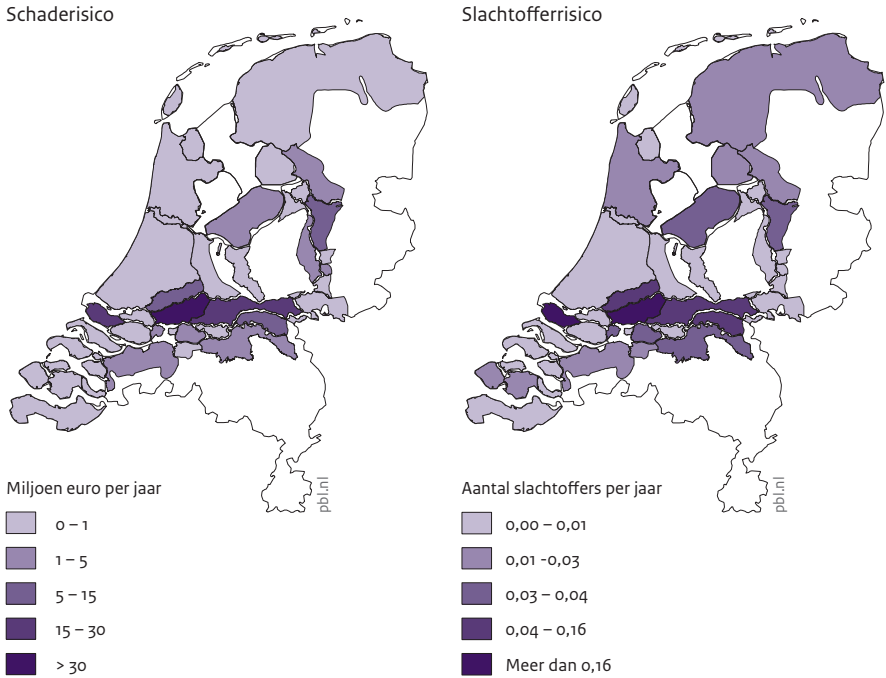 Schaderisico
Miljoen euro per jaar
0 – 1
1 – 5
5 – 15
15 – 30
> 30
pbl.nl
Slachtofferrisico
Aantal slachtoffers per jaar
0,00 – 0,01
0,01 -0,03
0,03 – 0,04
0,04 – 0,16
Meer dan 0,16
pbl.nl